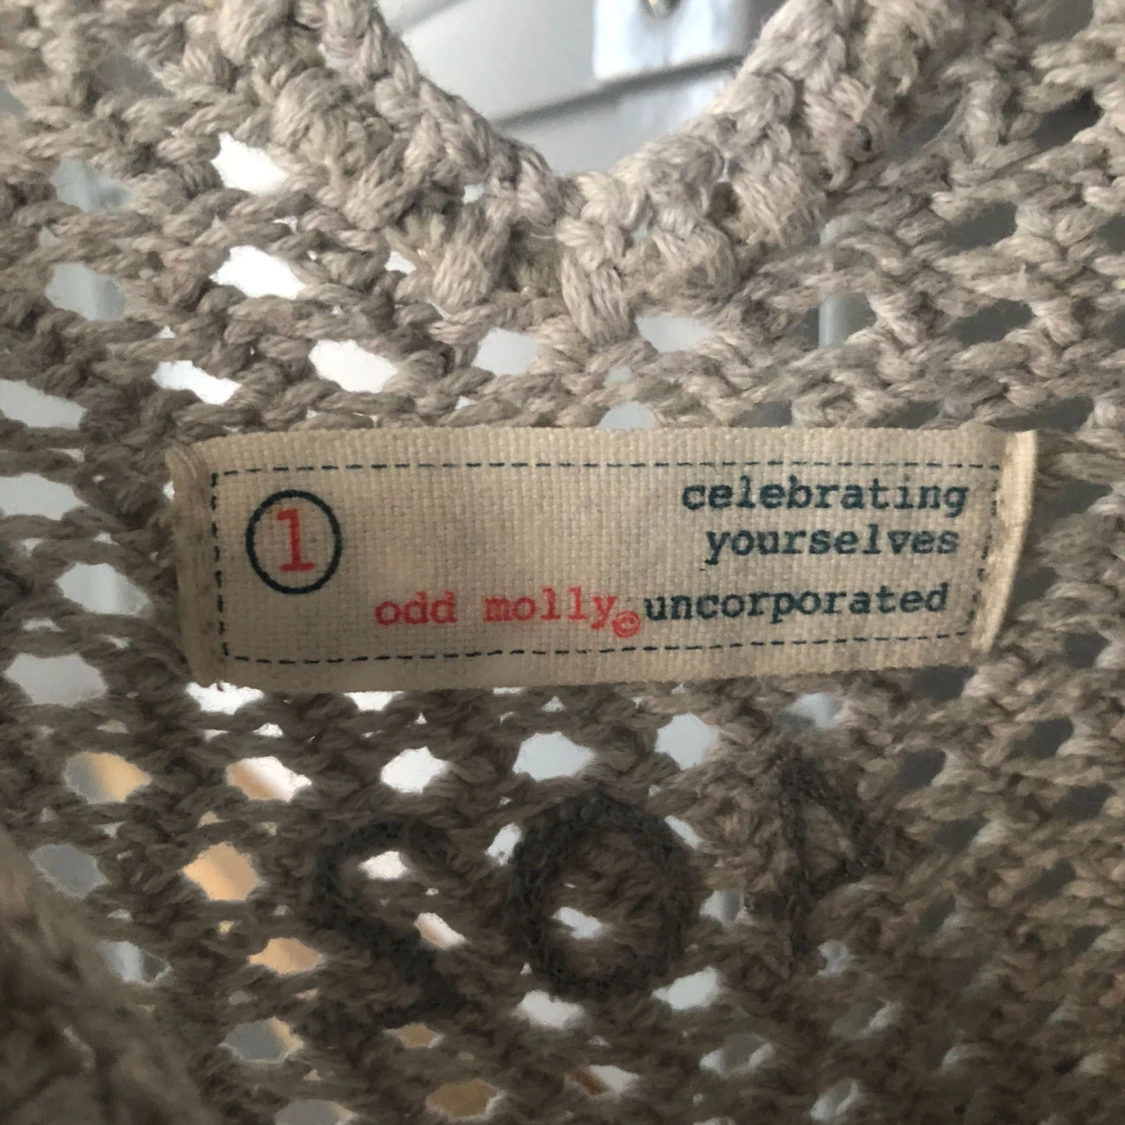 1
celebrating
yourselves
odd molly© uncorporated